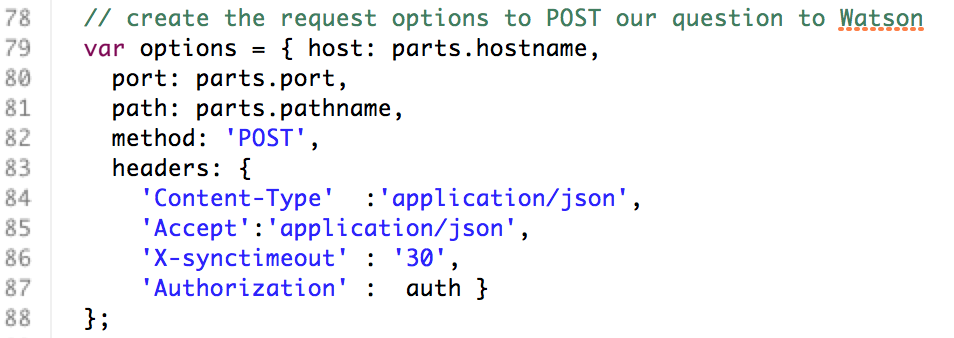 78 // create the request options to POST our question to Watson
79 var options = { host: parts.hostname,
80 port: parts.port,
81 path: parts.pathname,
82 method: 'POST',
83 headers: {
84 'Content-Type'  :'application/json',
85 'Accept':'application/json',
86 'X-synctimeout' : '30',
87 'Authorization' :  auth }
88 };